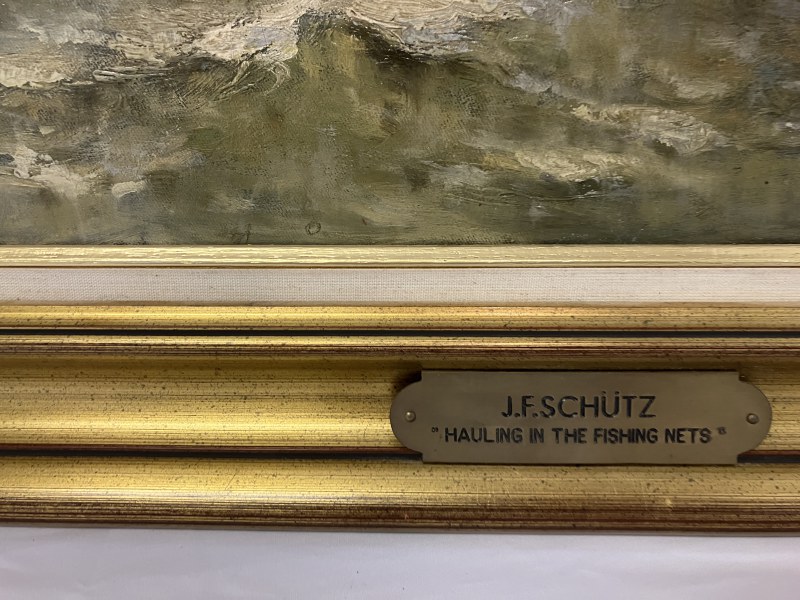 J.F.SCHÜTZ
"HAULING IN THE FISHING NETS"